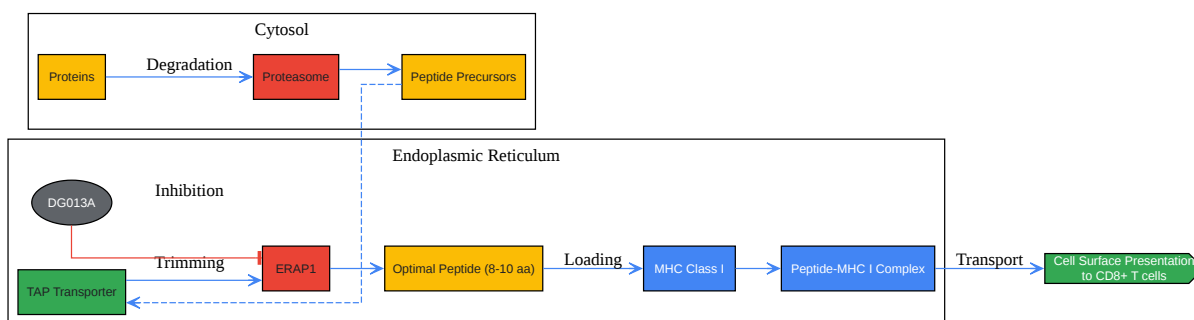 Cytosol
Proteins
Degradation
Proteasome
Peptide Precursors
Endoplasmic Reticulum
DG013A
Inhibition
TAP Transporter
Trimming
ERAP1
Optimal Peptide (8-10 aa)
Loading
MHC Class I
Peptide-MHC I Complex
Transport
Cell Surface Presentation
to CD8+ T cells